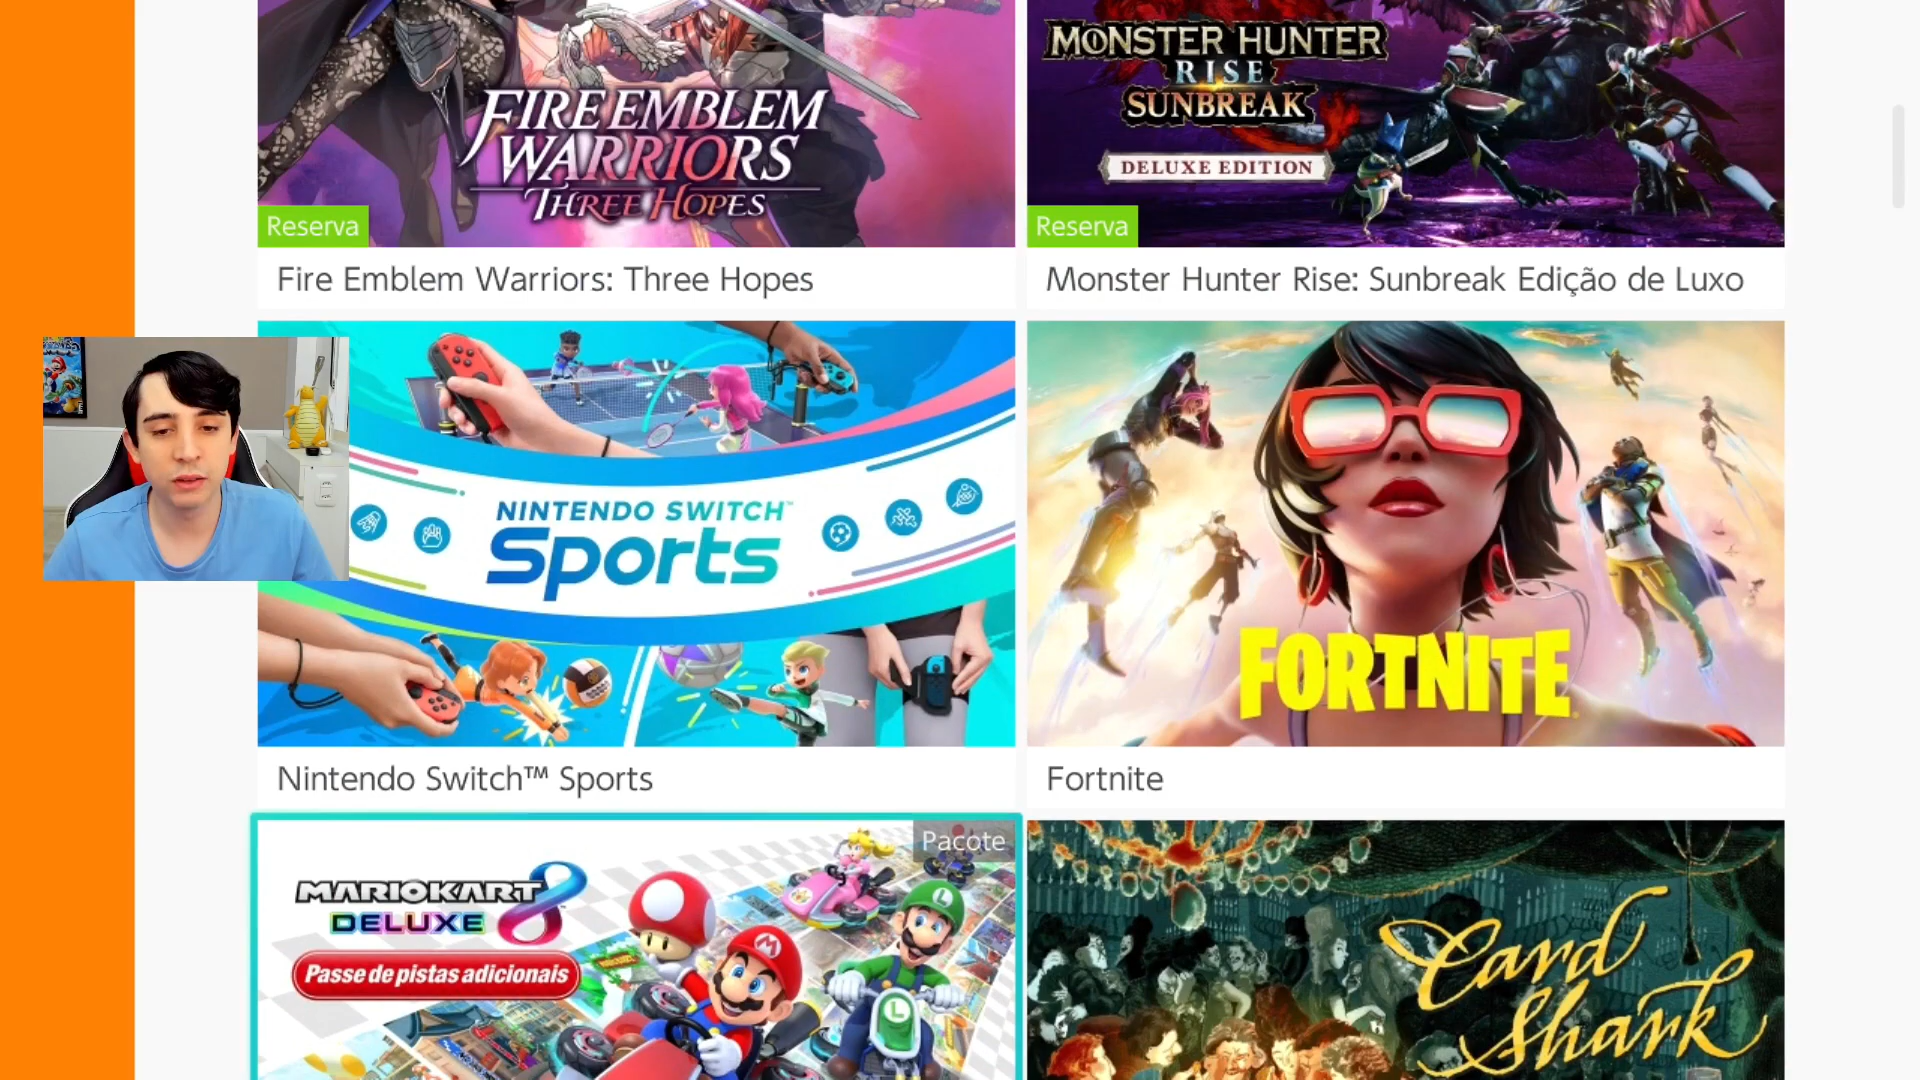 FIRE EMBLEM
WARRIORS
THREE HOPES
Reserva
Fire Emblem Warriors: Three Hopes
MONSTER HUNTER
RISE
SUNBREAK
DELUXE EDITION
Reserva
Monster Hunter Rise: Sunbreak Edição de Luxo
NINTENDO SWITCH™
Sports
Nintendo Switch™ Sports
FORTNITE
Fortnite
Pacote
MARIOKART 8
DELUXE
Passe de pistas adicionais
Card
Shark